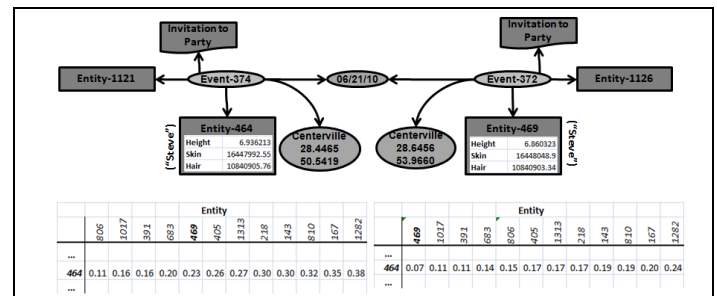 Invitation to
Party
Invitation to
Party
Entity-1121
Event-374
06/21/10
Event-372
Entity-1126
("Steve")
Entity-464
Height 6.936213
Skin 16447992.55
Hair 10840905.76
Centerville
28.4465
50.5419
Centerville
28.6456
53.9660
Entity-469
Height 6.860323
Skin 16448048.9
Hair 10840903.34
("Steve")
Entity
806 1017 391 683 469 405 1313 218 143 810 167 1282
...
464 0.11 0.16 0.16 0.20 0.23 0.26 0.27 0.30 0.30 0.32 0.35 0.38
...
Entity
469 1017 391 683 806 405 1313 218 143 810 167 1282
...
464 0.07 0.11 0.11 0.14 0.15 0.17 0.17 0.17 0.19 0.19 0.20 0.24
...